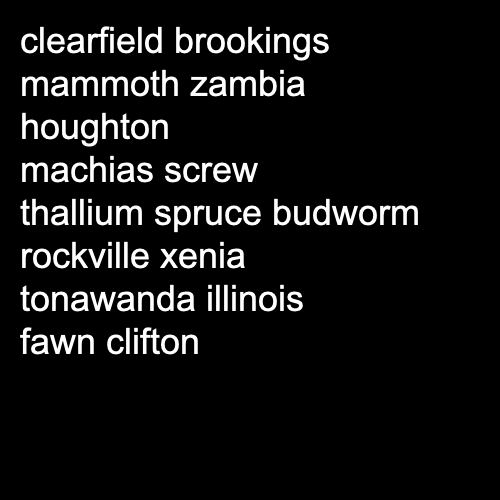 clearfield brookings
mammoth zambia
houghton
machias screw
thallium spruce budworm
rockville xenia
tonawanda illinois
fawn clifton